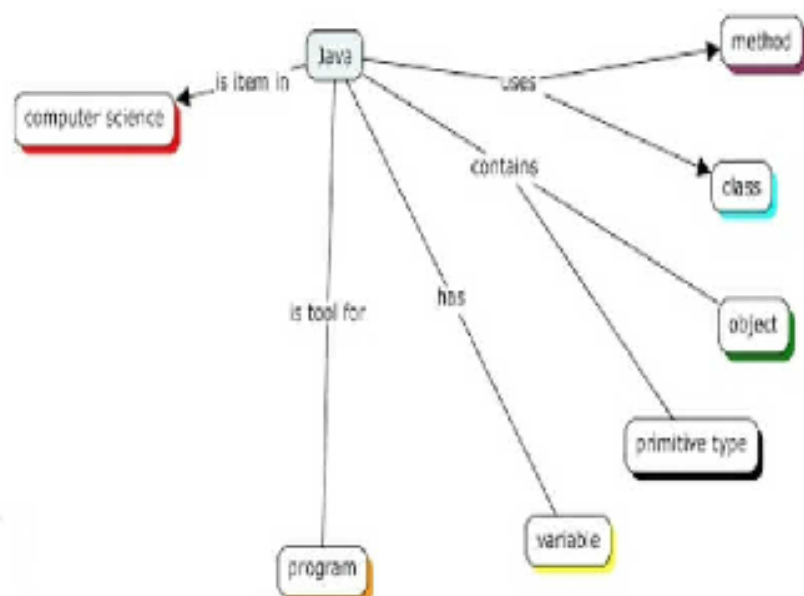 method
Java
is item in
uses
computer science
contains
class
has
is tool for
object
primitive type
variable
program